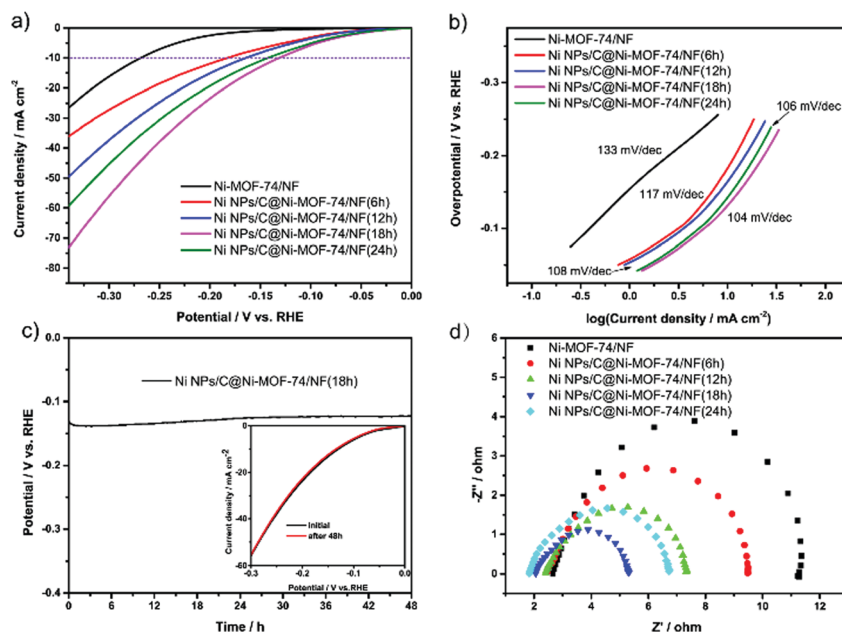 a)
0
-10
-20
-30
-40
-50
-60
-70
-80
Current density / mA cm-2
Ni-MOF-74/NF
Ni NPs/C@Ni-MOF-74/NF(6h)
Ni NPs/C@Ni-MOF-74/NF(12h)
Ni NPs/C@Ni-MOF-74/NF(18h)
Ni NPs/C@Ni-MOF-74/NF(24h)
-0.30 -0.25 -0.20 -0.15 -0.10 -0.05 0.00
Potential / V vs. RHE
b)
-0.3
-0.2
-0.1
Overpotential / V vs. RHE
Ni-MOF-74/NF
Ni NPs/C@Ni-MOF-74/NF(6h)
Ni NPs/C@Ni-MOF-74/NF(12h)
Ni NPs/C@Ni-MOF-74/NF(18h)
Ni NPs/C@Ni-MOF-74/NF(24h)
106 mV/dec
133 mV/dec
117 mV/dec
104 mV/dec
108 mV/dec
-1.0 -0.5 0.0 0.5 1.0 1.5 2.0
log(Current density / mA cm-2)
c)
0.0
-0.1
-0.2
-0.3
-0.4
Potential / V vs. RHE
Ni NPs/C@Ni-MOF-74/NF(18h)
0
-20
-40
-60
Current density / mA cm-2
Initial
after 48h
-0.3 -0.2 -0.1 0.0
Potential / V vs.RHE
0 6 12 18 24 30 36 42 48
Time / h
d)
6
5
4
3
2
1
0
-Z'' / ohm
Ni-MOF-74/NF
Ni NPs/C@Ni-MOF-74/NF(6h)
Ni NPs/C@Ni-MOF-74/NF(12h)
Ni NPs/C@Ni-MOF-74/NF(18h)
Ni NPs/C@Ni-MOF-74/NF(24h)
2 4 6 8 10 12
Z' / ohm